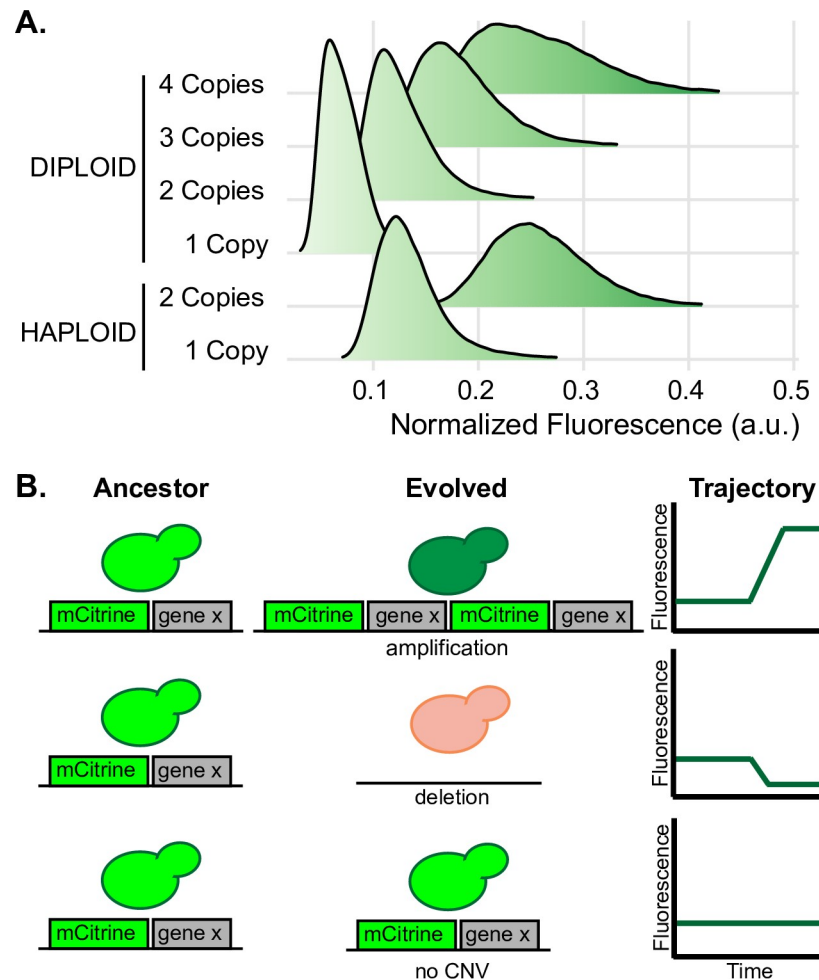 A.
4 Copies
3 Copies
DIPLOID
2 Copies
1 Copy
2 Copies
HAPLOID
1 Copy
0.1 0.2 0.3 0.4 0.5
Normalized Fluorescence (a.u.)
B. Ancestor Evolved Trajectory
mCitrine gene x mCitrine gene x mCitrine gene x
amplification
Fluorescence
mCitrine gene x
deletion
Fluorescence
mCitrine gene x mCitrine gene x
no CNV
Fluorescence
Time